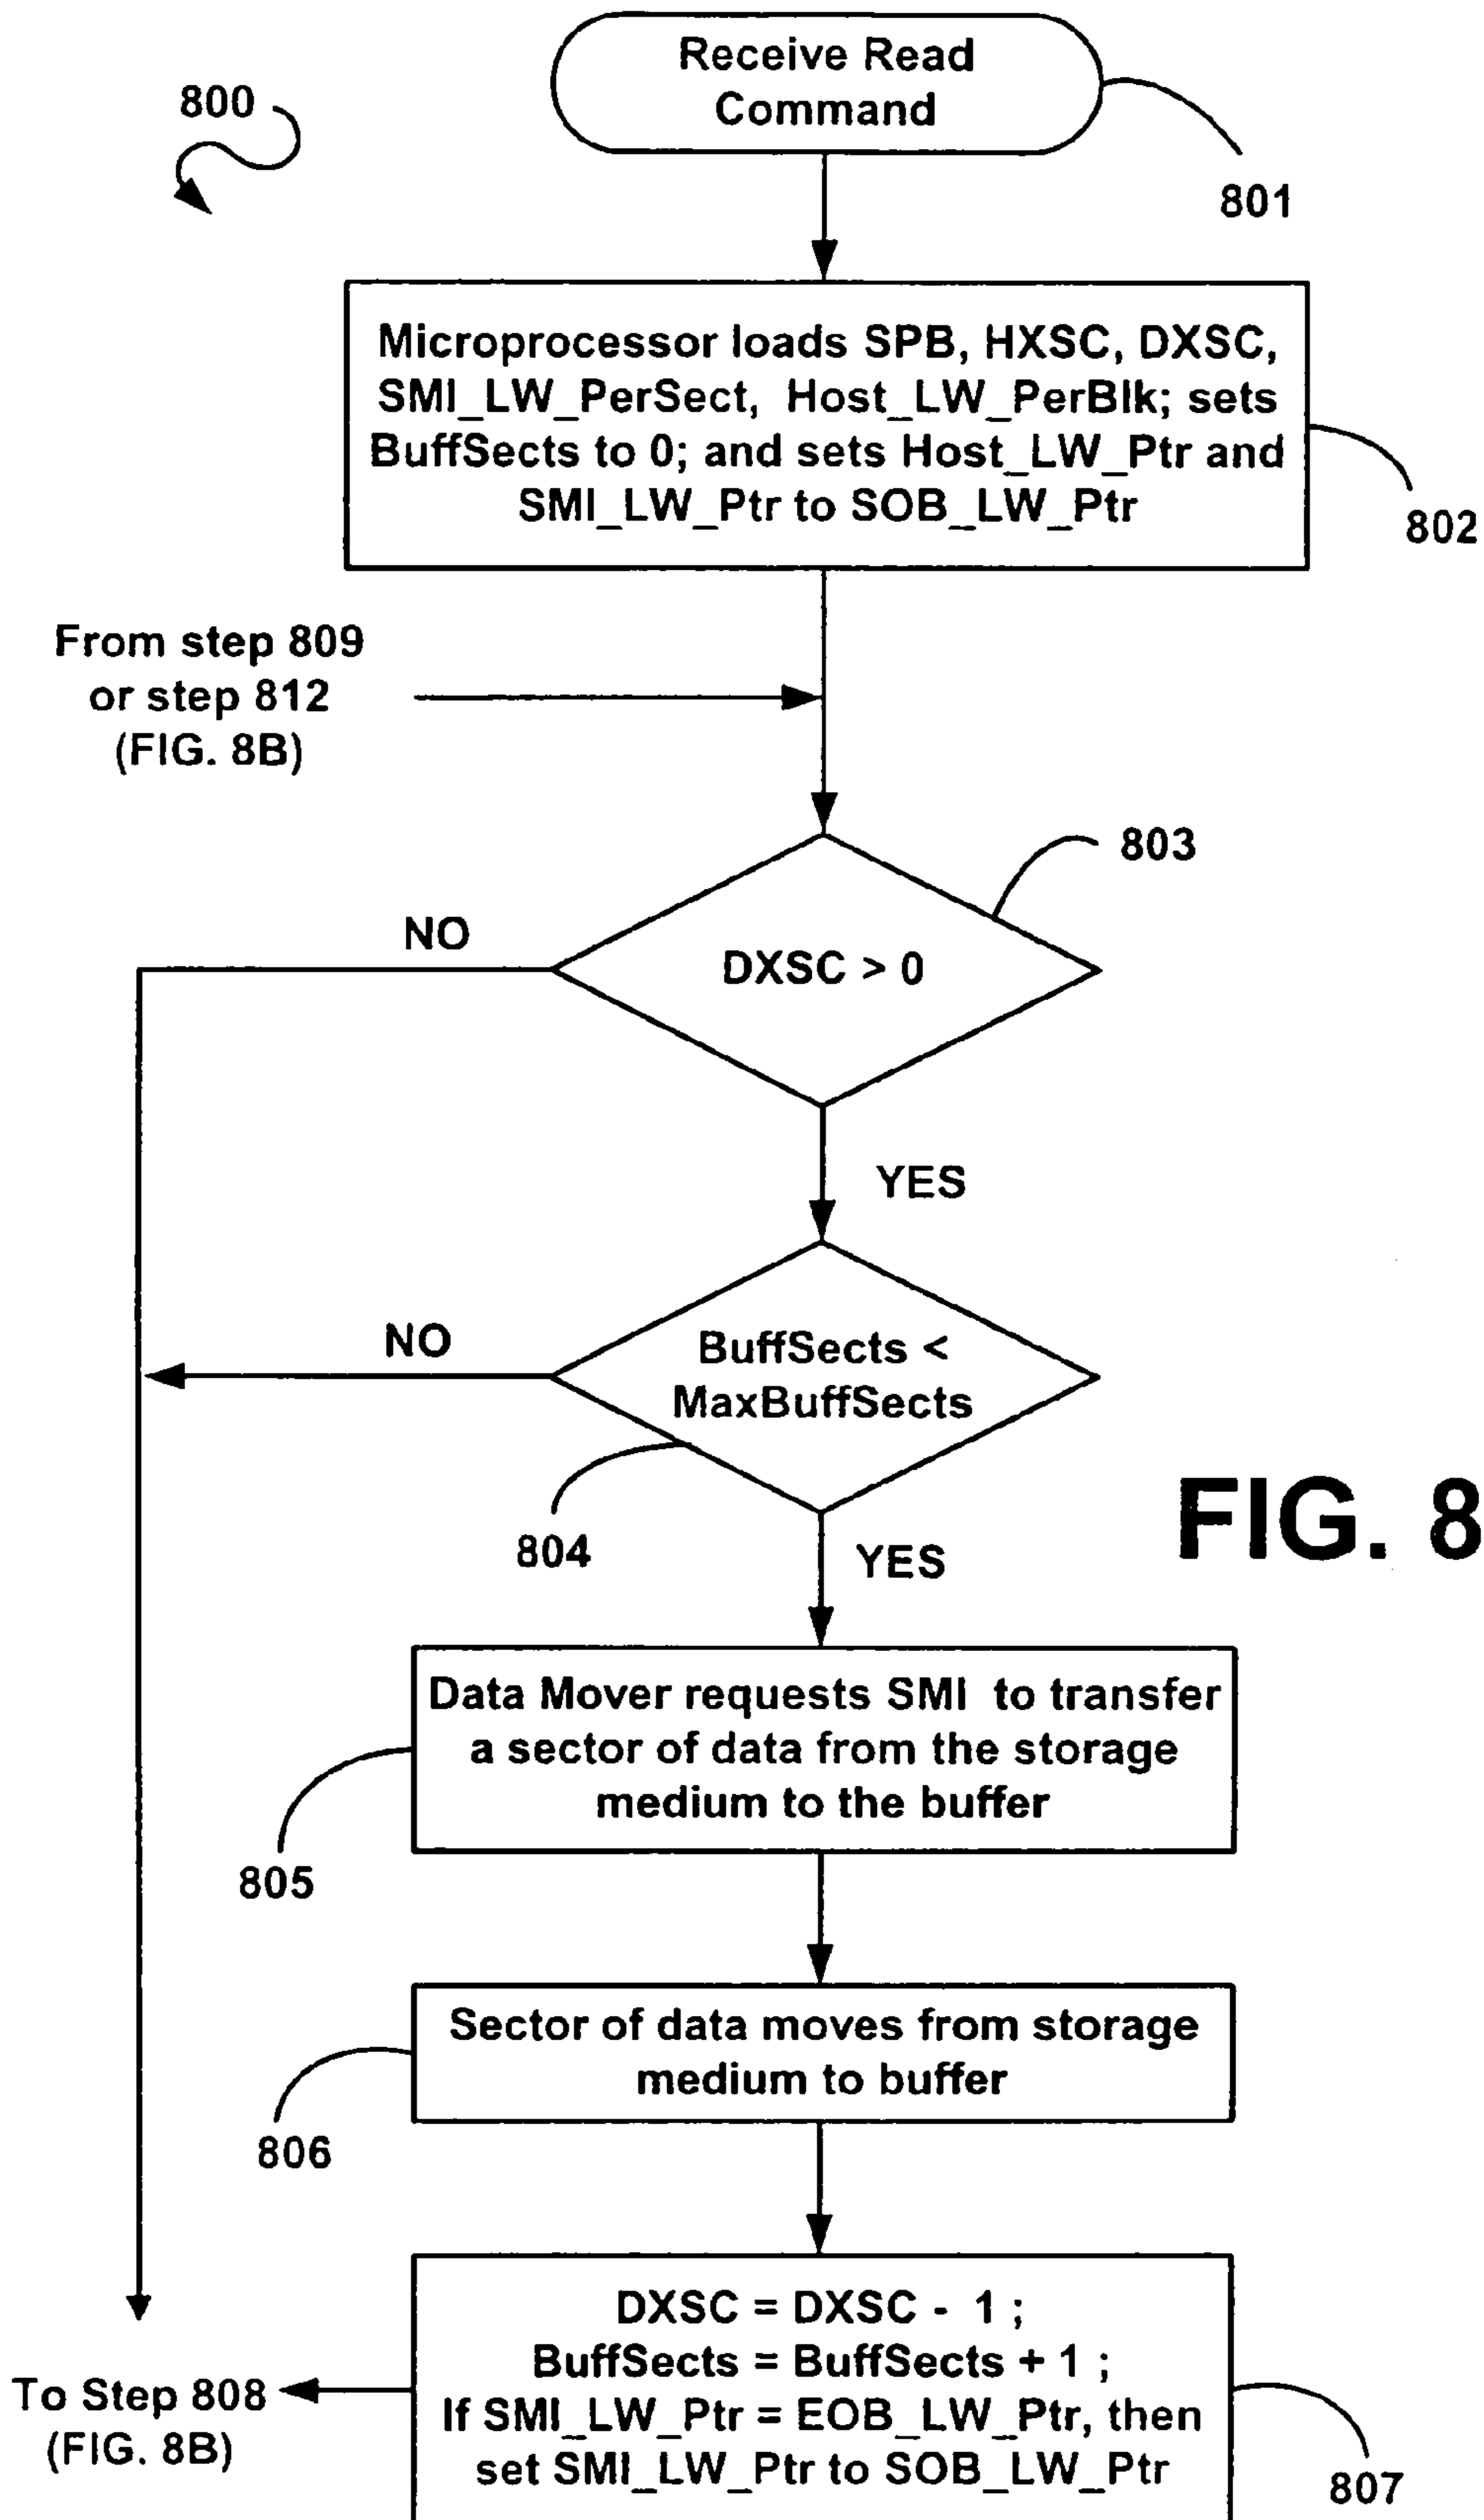 Receive Read
Command
800
801
Microprocessor loads SPB, HXSC, DXSC,
SMI_LW_PerSect, Host_LW_PerBlk; sets
BuffSects to 0; and sets Host_LW_Ptr and
SMI_LW_Ptr to SOB_LW_Ptr
802
From step 809
or step 812
(FIG. 8B)
803
NO
DXSC > 0
YES
NO
BuffSects <
MaxBuffSects
804
YES
FIG. 8
Data Mover requests SMI to transfer
a sector of data from the storage
medium to the buffer
805
Sector of data moves from storage
medium to buffer
806
DXSC = DXSC - 1 ;
BuffSects = BuffSects + 1 ;
If SMI_LW_Ptr = EOB_LW_Ptr, then
set SMI_LW_Ptr to SOB_LW_Ptr
To Step 808
(FIG. 8B)
807